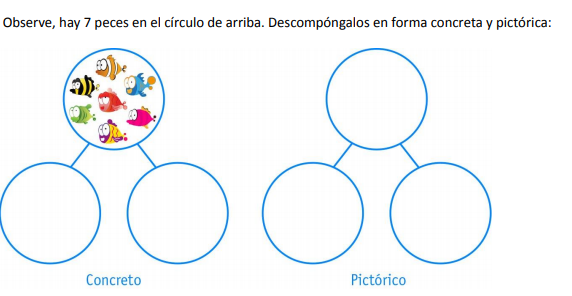 Observe, hay 7 peces en el círculo de arriba. Descompóngalos en forma concreta y pictórica:
Concreto
Pictórico